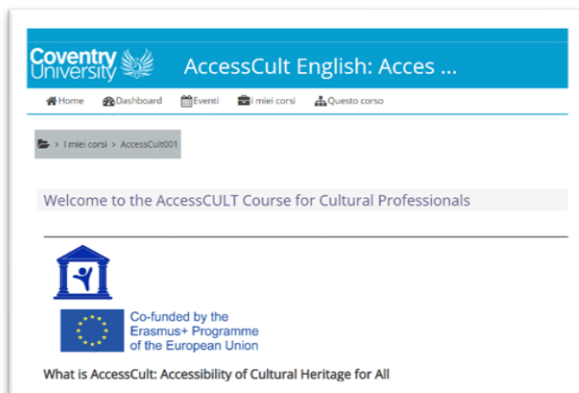 Coventry
University
AccessCult English: Acces ...
Home Dashboard Eventi I miei corsi Questo corso
> I miei corsi > AccessCult001
Welcome to the AccessCULT Course for Cultural Professionals
Co-funded by the
Erasmus+ Programme
of the European Union
What is AccessCult: Accessibility of Cultural Heritage for All